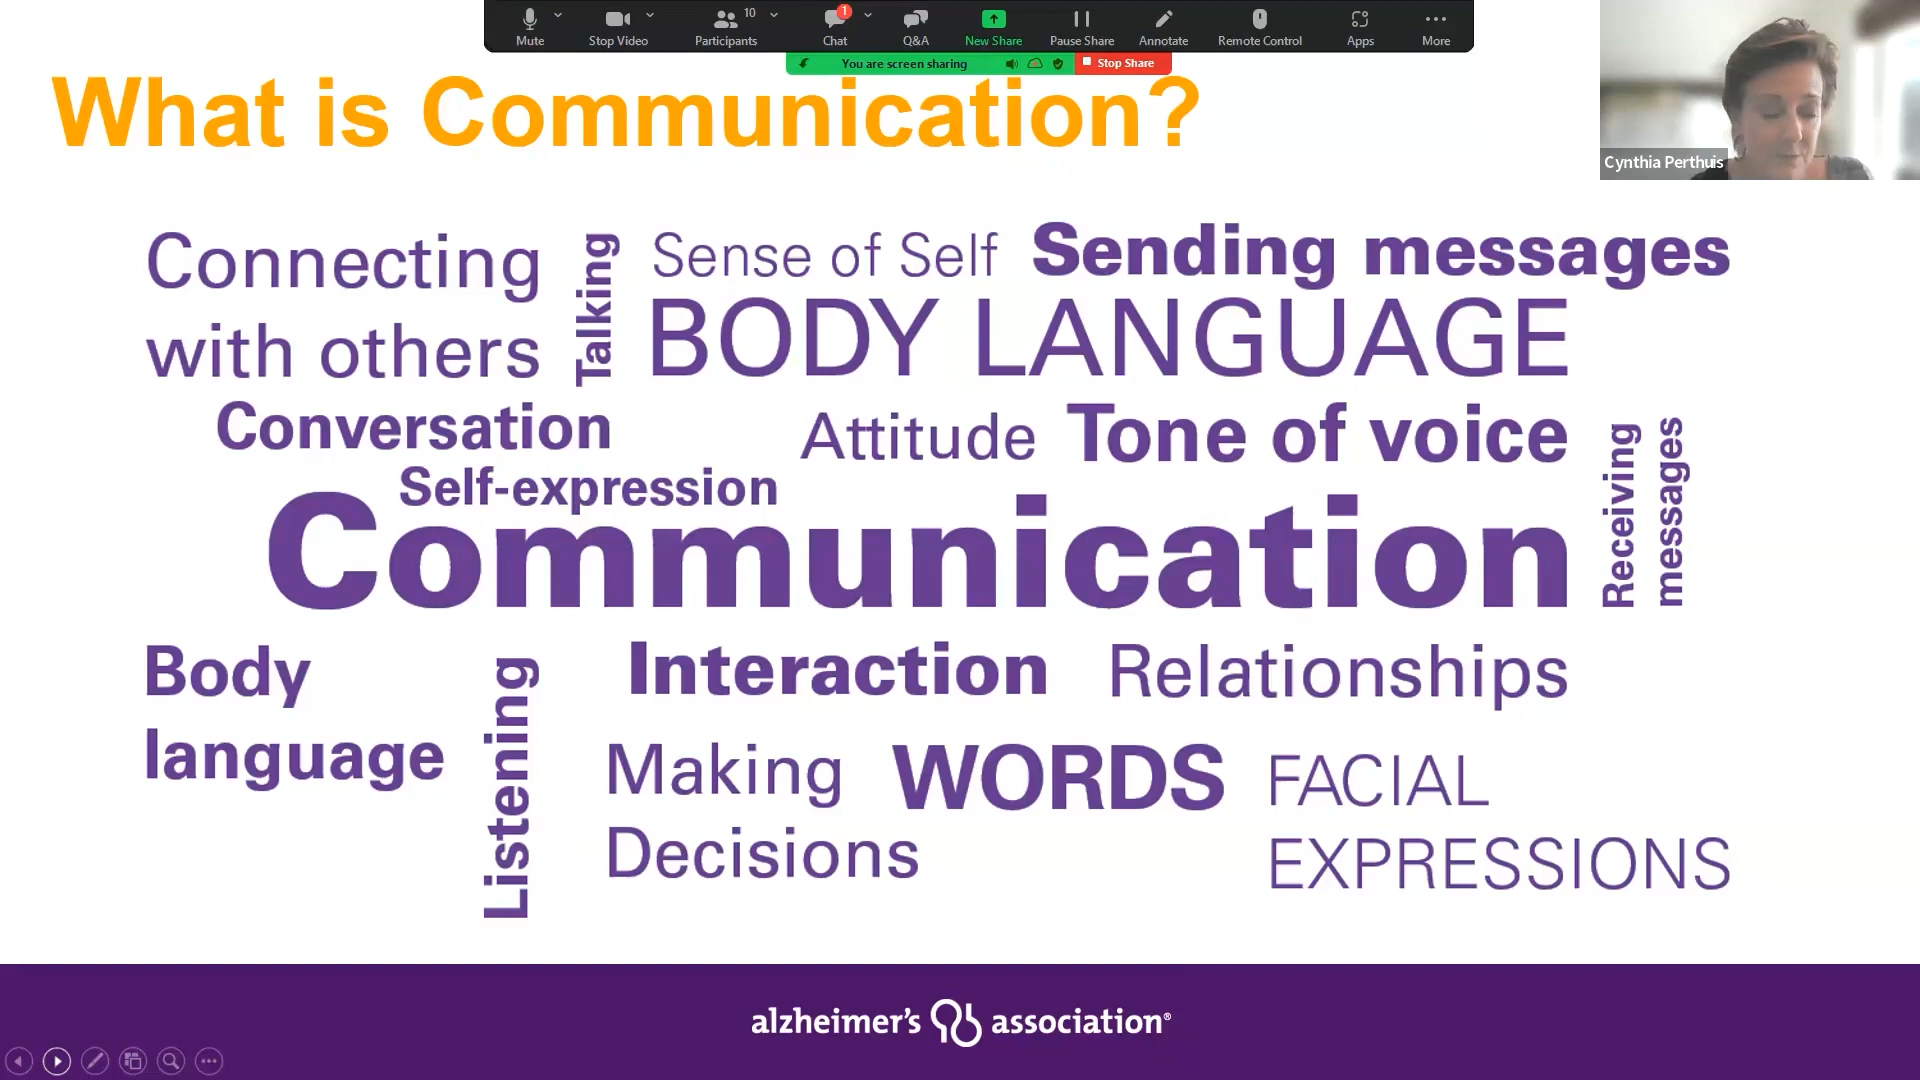 Mute
Stop Video
10
Participants
1
Chat
Q&A
New Share
Pause Share
Annotate
Remote Control
Apps
More
You are screen sharing
Stop Share
Cynthia Perthuis
What is Communication?
Connecting
with others
Talking
Sense of Self
Sending messages
BODY LANGUAGE
Conversation
Attitude
Tone of voice
Self-expression
Communication
Receiving
messages
Body
language
Listening
Interaction
Relationships
Making
Decisions
WORDS
FACIAL
EXPRESSIONS
alzheimer's association®